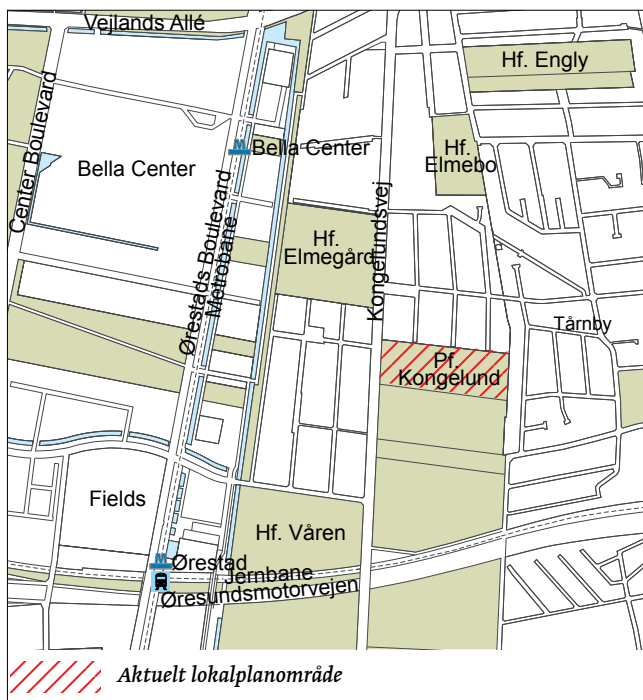 Vejlands Allé
Hf. Engly
Center Boulevard
Bella Center
M Bella Center
Hf.
Elmebo
Ørestads Boulevard
Metrobane
Hf.
Elmegård
Kongelundsvej
Tårnby
Pf.
Kongelund
Fields
Hf. Våren
M Ørestad
Jernbane
Øresundsmotorvejen
Aktuelt lokalplanområde